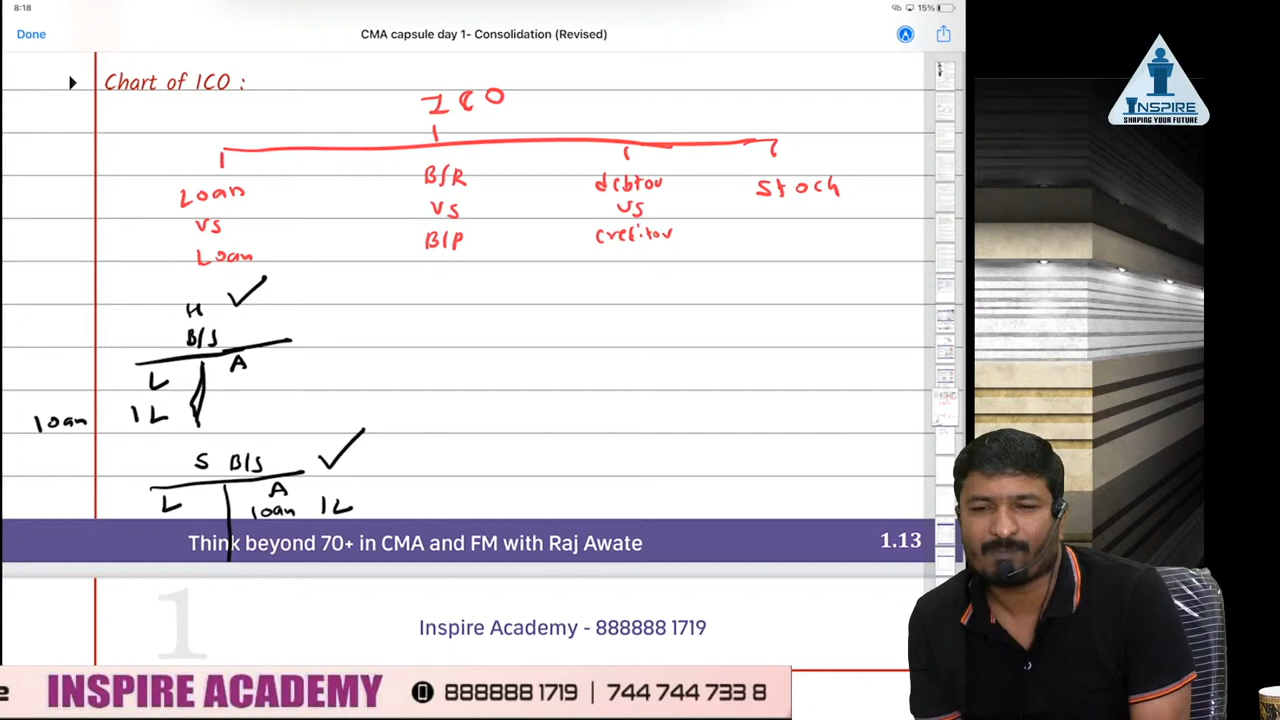 8:18
15%
Done
CMA capsule day 1- Consolidation (Revised)
Chart of ICO :
ICO
Loan
vs
Loan
B/R
vs
B/P
debtor
vs
creditor
Stock
H
B/S
L
A
loan
1L
S B/S
L
A
loan 1L
Think beyond 70+ in CMA and FM with Raj Awate
1.13
1
Inspire Academy - 888888 1719
INSPIRE ACADEMY
888888 1719 | 744 744 733 8
INSPIRE
SHAPING YOUR FUTURE